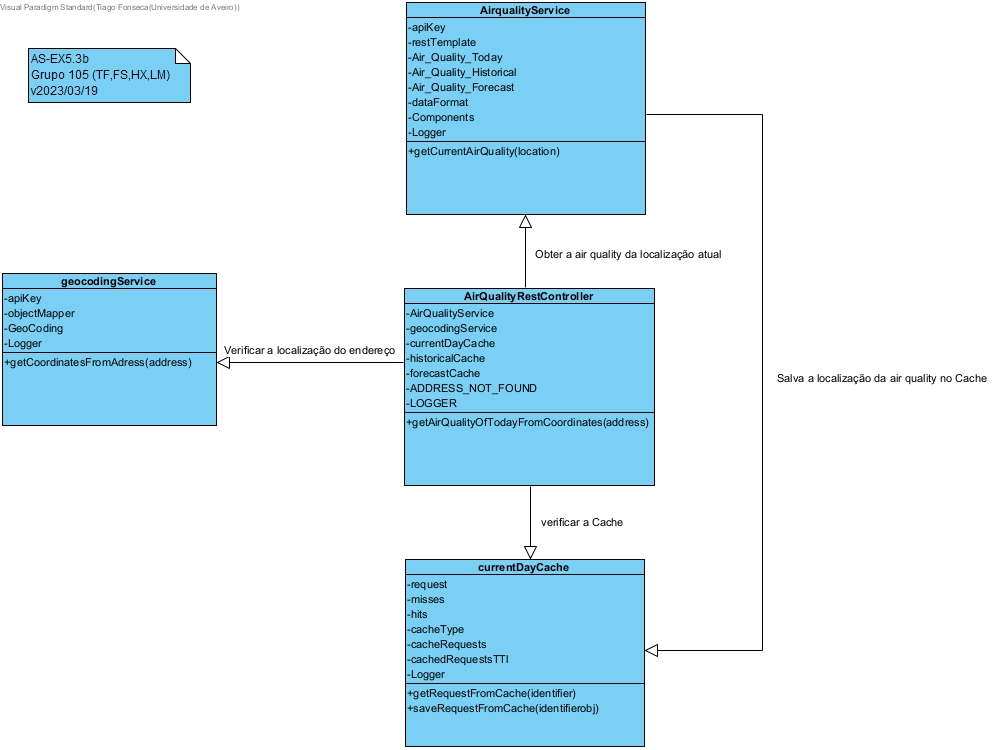 Visual Paradigm Standard(Tiago Fonseca(Universidade de Aveiro))
AS-EX5.3b
Grupo 105 (TF,FS,HX,LM)
v2023/03/19
AirqualityService
-apiKey
-restTemplate
-Air_Quality_Today
-Air_Quality_Historical
-Air_Quality_Forecast
-dataFormat
-Components
-Logger
+getCurrentAirQuality(location)
Obter a air quality da localização atual
geocodingService
-apiKey
-objectMapper
-GeoCoding
-Logger
+getCoordinatesFromAdress(address)
Verificar a localização do endereço
AirQualityRestController
-AirQualityService
-geocodingService
-currentDayCache
-historicalCache
-forecastCache
-ADDRESS_NOT_FOUND
-LOGGER
+getAirQualityOfTodayFromCoordinates(address)
Salva a localização da air quality no Cache
verificar a Cache
currentDayCache
-request
-misses
-hits
-cacheType
-cacheRequests
-cachedRequestsTTl
-Logger
+getRequestFromCache(identifier)
+saveRequestFromCache(identifierobj)